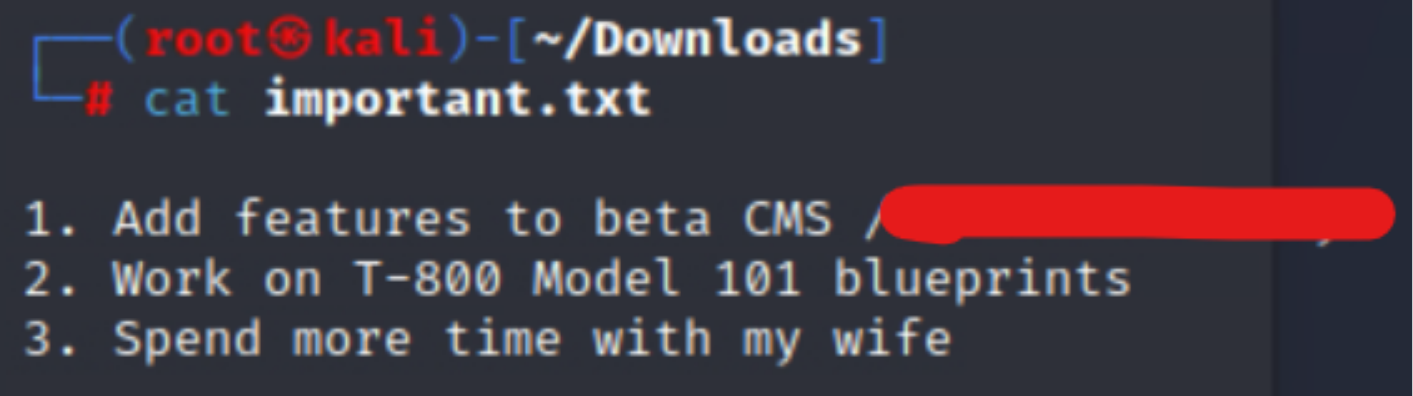 ┌──(root㉿kali)-[~/Downloads]
└─# cat important.txt
1. Add features to beta CMS /
2. Work on T-800 Model 101 blueprints
3. Spend more time with my wife